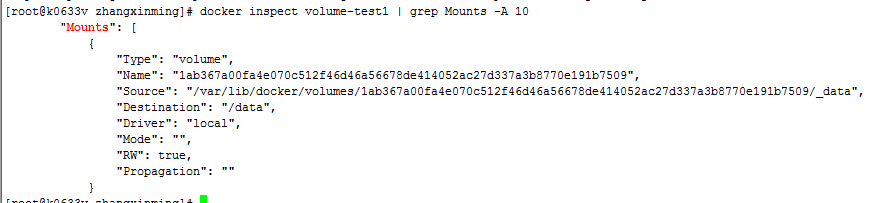 [root@k0633v zhangxinming]# docker inspect volume-test1 | grep Mounts -A 10
"Mounts": [
{
"Type": "volume",
"Name": "1ab367a00fa4e070c512f46d46a56678de414052ac27d337a3b8770e191b7509",
"Source": "/var/lib/docker/volumes/1ab367a00fa4e070c512f46d46a56678de414052ac27d337a3b8770e191b7509/_data",
"Destination": "/data",
"Driver": "local",
"Mode": "",
"RW": true,
"Propagation": ""
}
[root@k0633v zhangxinming]#